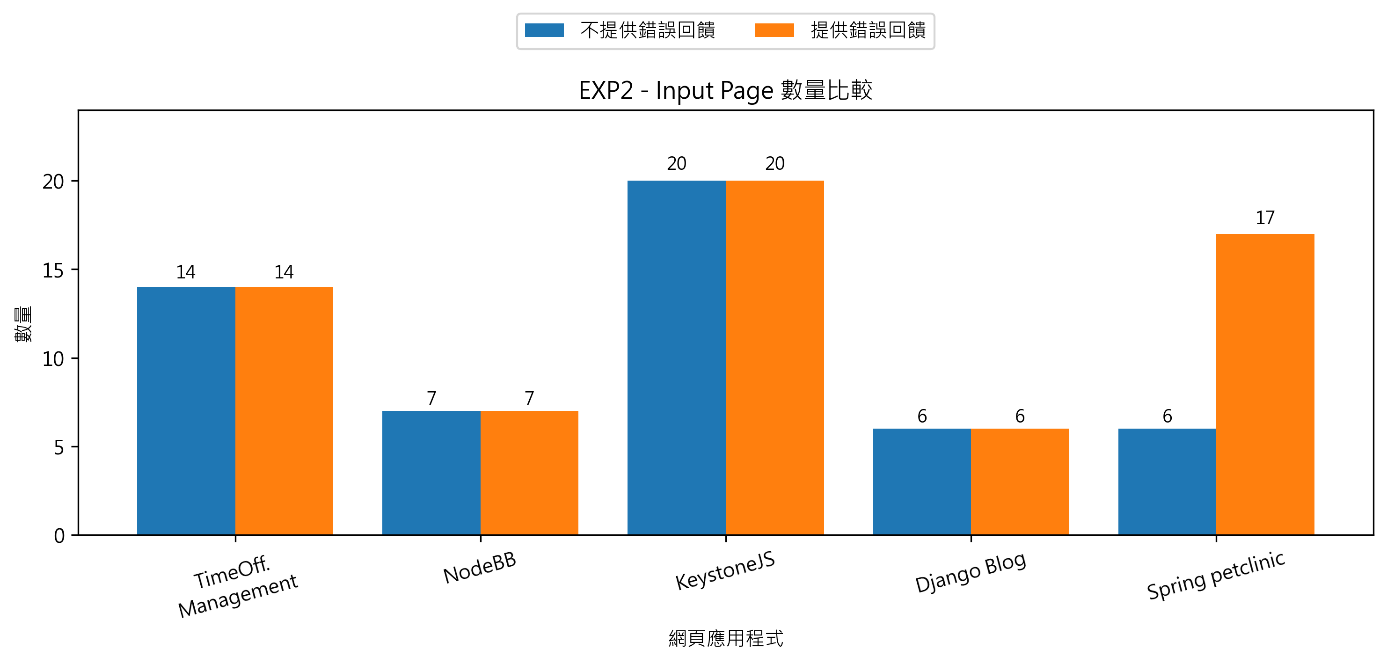 不提供錯誤回饋 提供錯誤回饋
EXP2 - Input Page 數量比較
數量
20
15
10
5
0
14 14 7 7 20 20 6 6 6 17
TimeOff.
Management
NodeBB
KeystoneJS
Django Blog
Spring petclinic
網頁應用程式